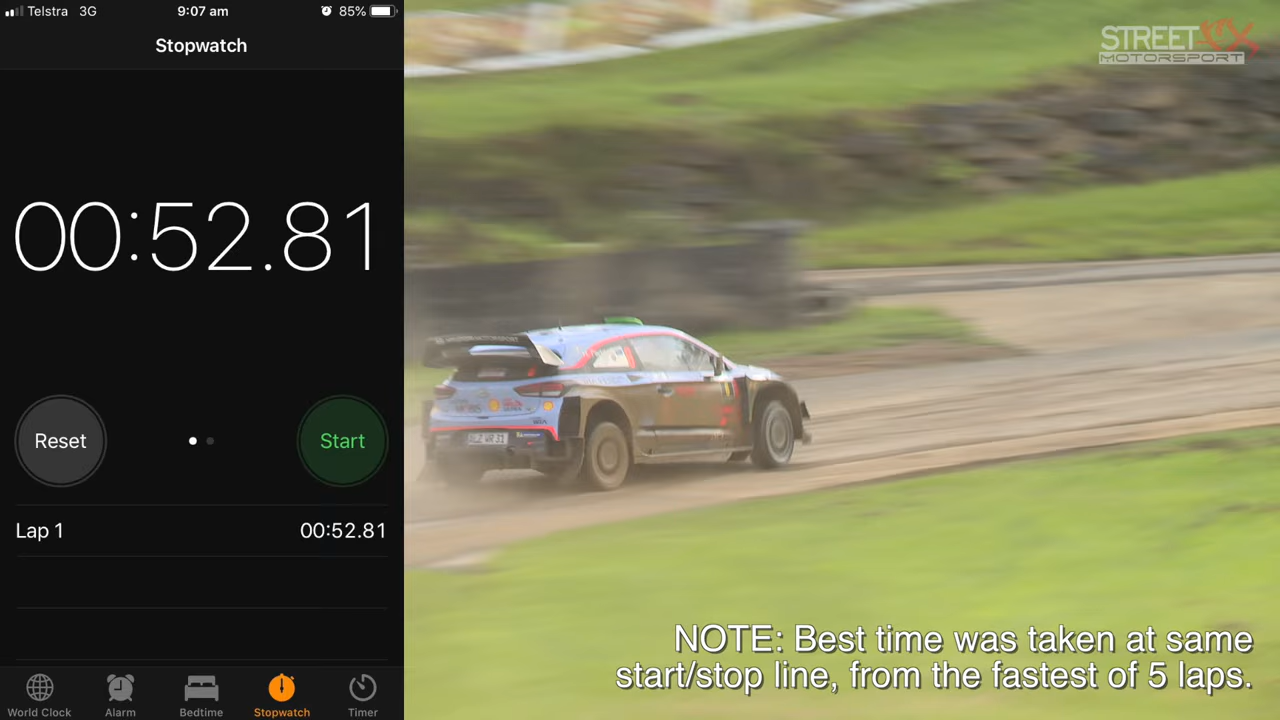 Telstra 3G 9:07 am 85%
Stopwatch
00:52.81
Reset
Start
Lap 1 00:52.81
World Clock
Alarm
Bedtime
Stopwatch
Timer
STREET RX
MOTORSPORT
NOTE: Best time was taken at same
start/stop line, from the fastest of 5 laps.